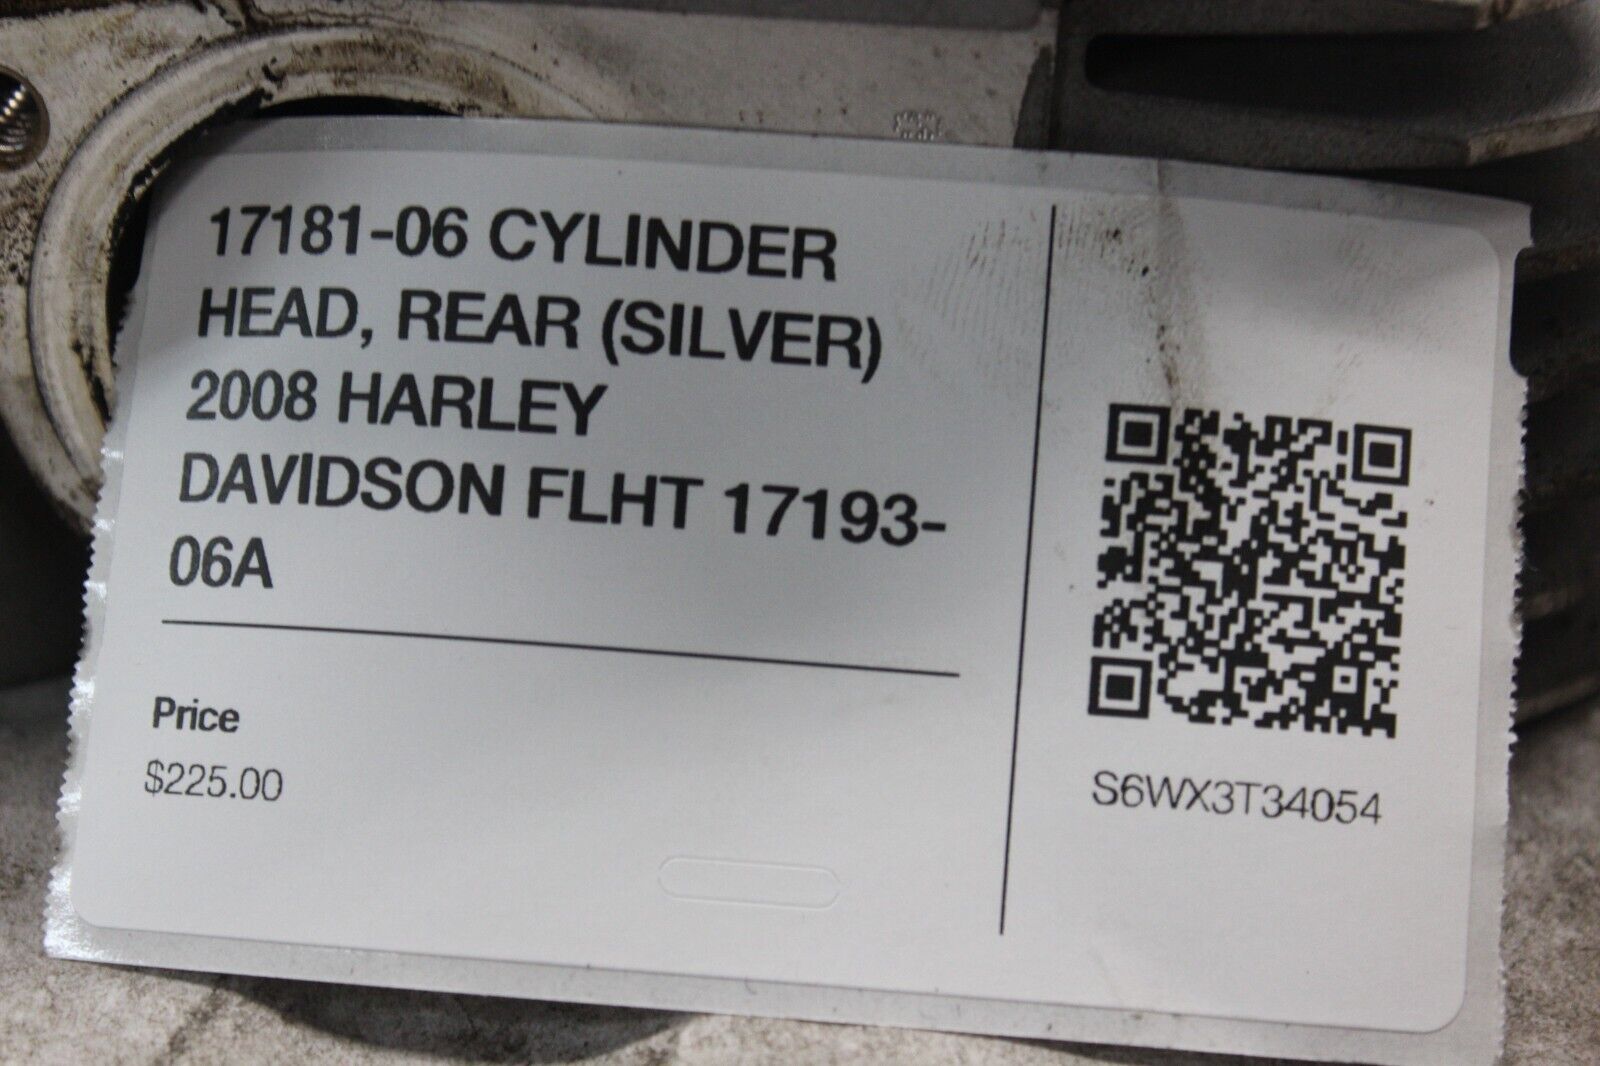 17181-06 CYLINDER
HEAD, REAR (SILVER)
2008 HARLEY
DAVIDSON FLHT 17193-
06A
Price
$225.00
S6WX3T34054